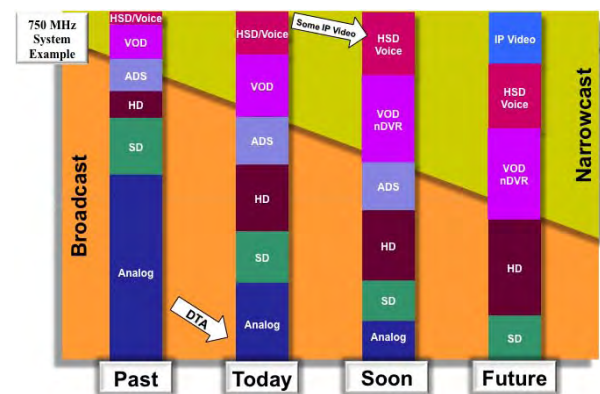 750 MHz
System
Example
Broadcast
Narrowcast
HSD/Voice
VOD
ADS
HD
SD
Analog
DTA
HSD/Voice
VOD
ADS
HD
SD
Analog
Some IP Video
HSD
Voice
VOD
nDVR
ADS
HD
SD
Analog
IP Video
HSD
Voice
VOD
nDVR
HD
SD
Past
Today
Soon
Future